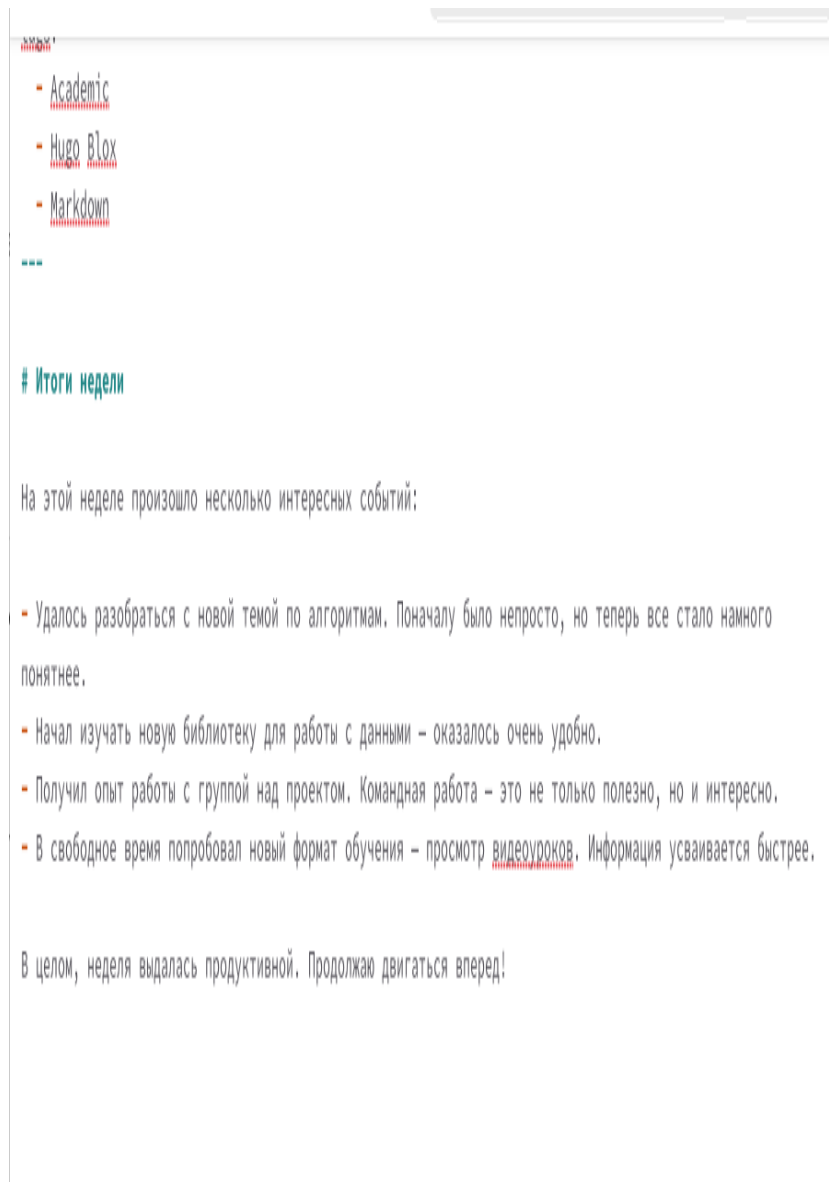 - Academic
- Hugo Blox
- Markdown
---
# Итоги недели
На этой неделе произошло несколько интересных событий:
- Удалось разобраться с новой темой по алгоритмам. Поначалу было непросто, но теперь все стало намного
понятнее.
- Начал изучать новую библиотеку для работы с данными – оказалось очень удобно.
- Получил опыт работы с группой над проектом. Командная работа – это не только полезно, но и интересно.
- В свободное время попробовал новый формат обучения – просмотр видеоуроков. Информация усваивается быстрее.
В целом, неделя выдалась продуктивной. Продолжаю двигаться вперед!